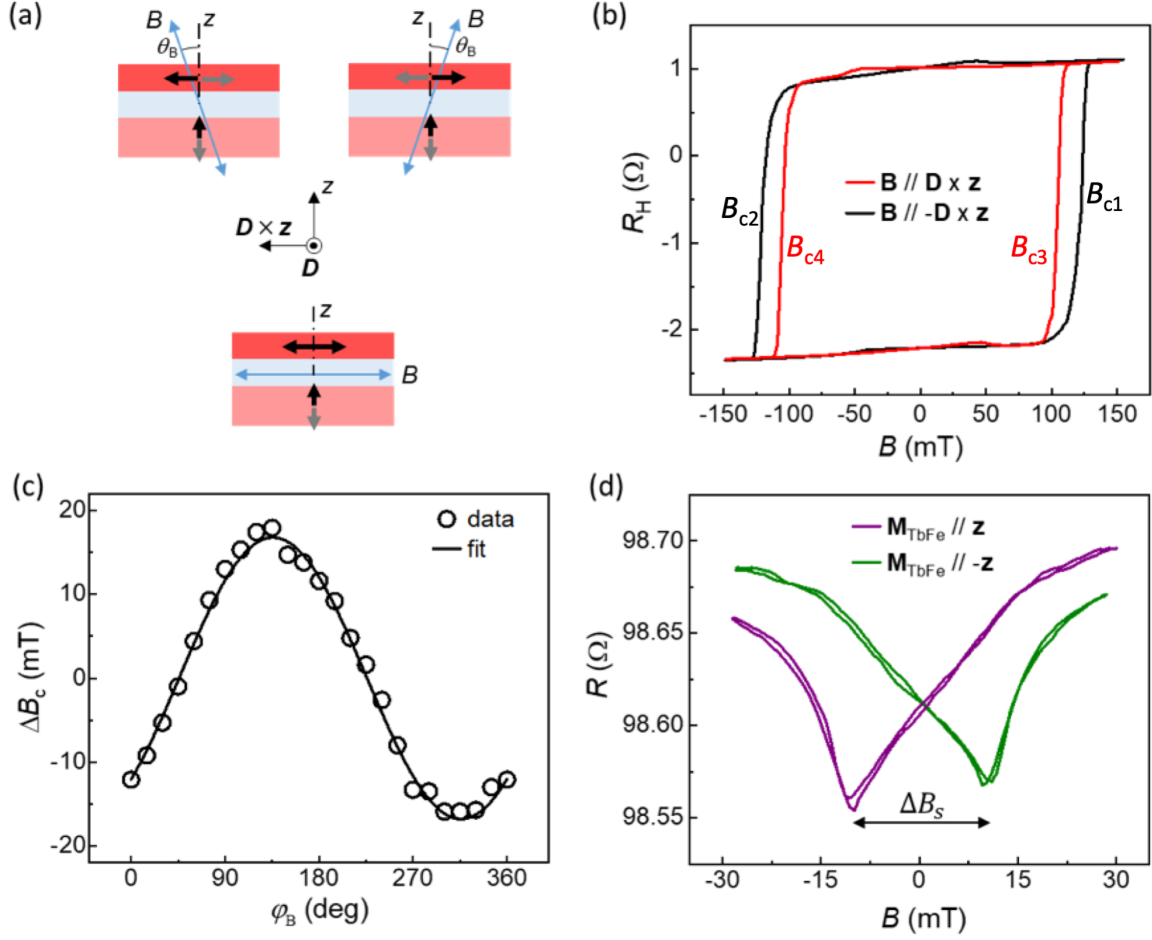 (a)
B
z
θB
z
B
θB
z
D × z
D
z
B
(b)
RH (Ω)
1
0
-1
-2
B // D x z
B // -D x z
Bc2
Bc4
Bc3
Bc1
-150
-100
-50
0
50
100
150
B (mT)
(c)
ΔBc (mT)
20
10
0
-10
-20
data
fit
0
90
180
270
360
φB (deg)
(d)
R (Ω)
98.70
98.65
98.60
98.55
MTbFe // z
MTbFe // -z
ΔBS
-30
-15
0
15
30
B (mT)